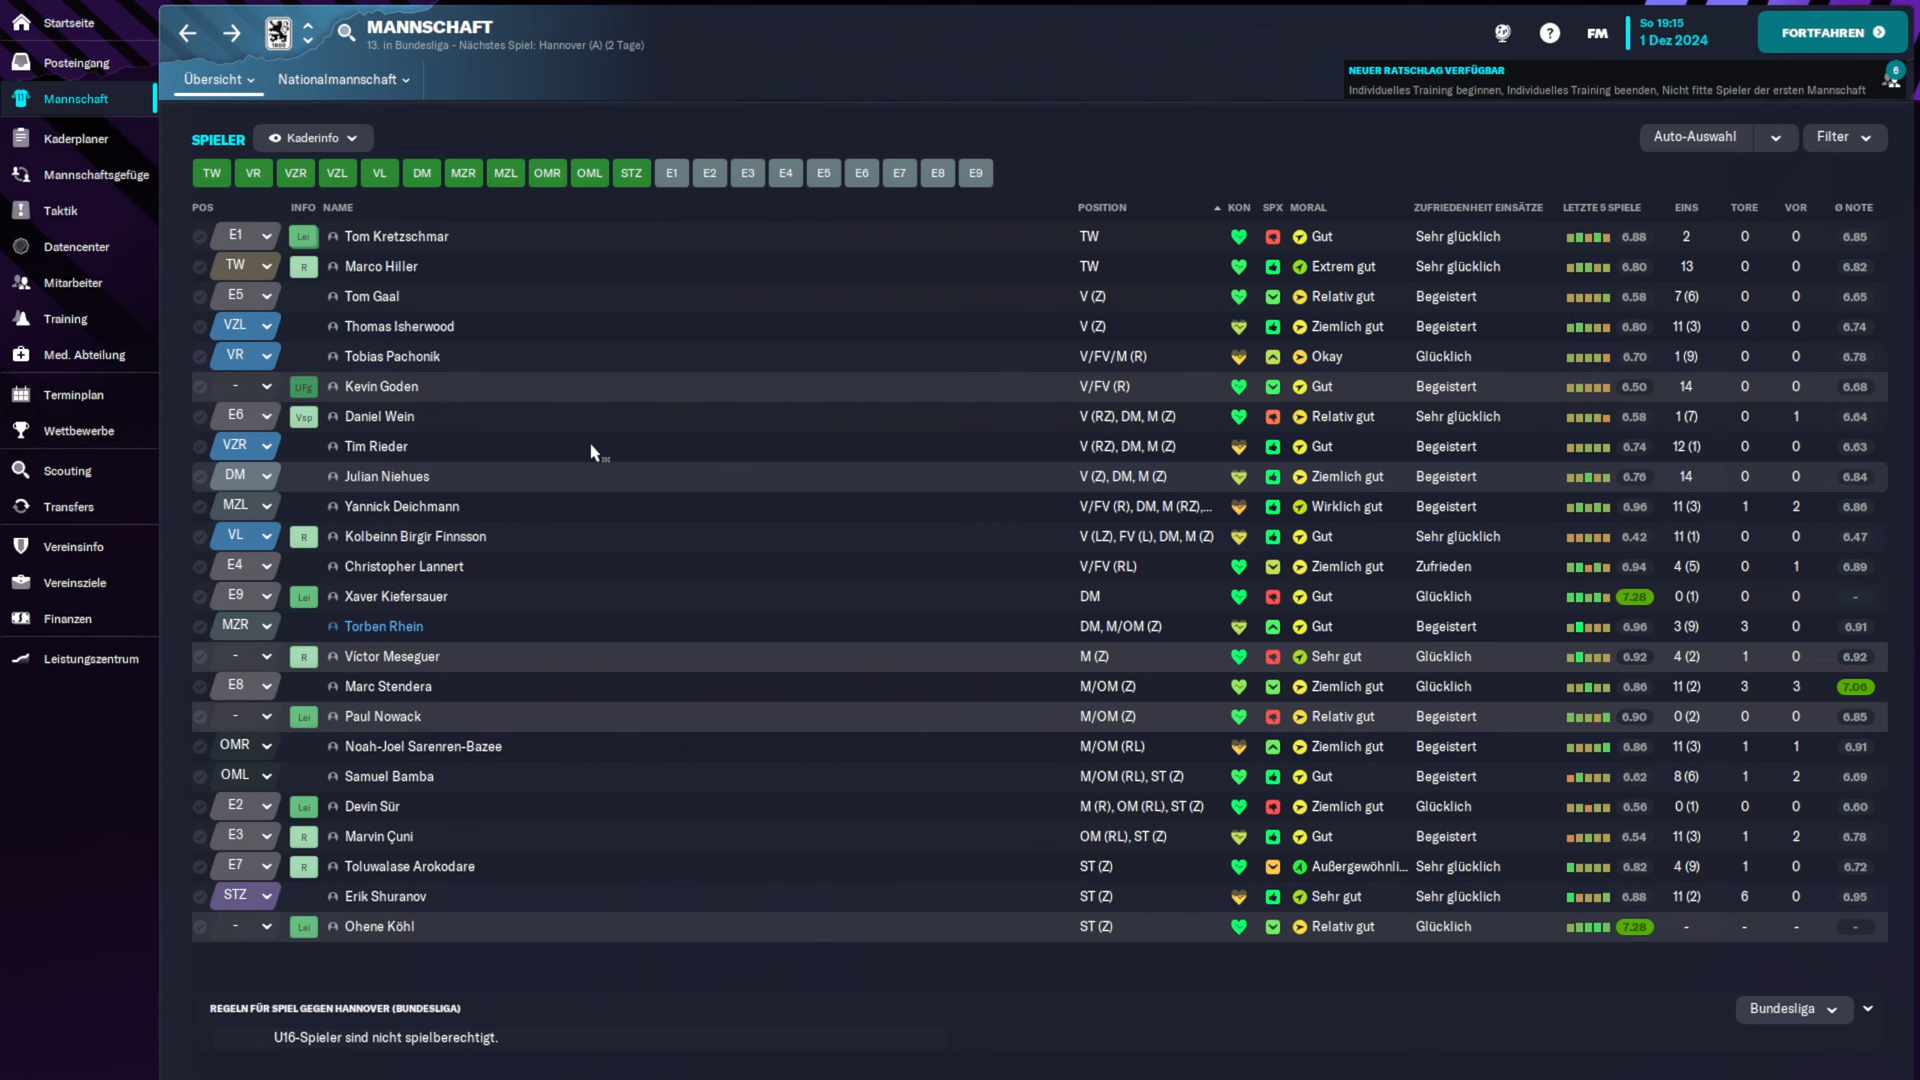 Startseite
Posteingang
Mannschaft
Kaderplaner
Mannschaftsgefüge
Taktik
Datencenter
Mitarbeiter
Training
Med. Abteilung
Terminplan
Wettbewerbe
Scouting
Transfers
Vereinsinfo
Vereinsziele
Finanzen
Leistungszentrum
MANNSCHAFT
13. in Bundesliga - Nächstes Spiel: Hannover (A) (2 Tage)
Übersicht Nationalmannschaft
? FM So 19:15
1 Dez 2024
FORTFAHREN
NEUER RATSCHLAG VERFÜGBAR 6
Individuelles Training beginnen, Individuelles Training beenden, Nicht fitte Spieler der ersten Mannschaft
SPIELER Kaderinfo Auto-Auswahl Filter
TW VR VZR VZL VL DM MZR MZL OMR OML STZ E1 E2 E3 E4 E5 E6 E7 E8 E9
POS INFO NAME POSITION KON SPX MORAL ZUFRIEDENHEIT EINSÄTZE LETZTE 5 SPIELE EINS TORE VOR Ø NOTE
E1 Lei Tom Kretzschmar TW Gut Sehr glücklich 6.88 2 0 0 6.85
TW R Marco Hiller TW Extrem gut Sehr glücklich 6.80 13 0 0 6.82
E5 Tom Gaal V (Z) Relativ gut Begeistert 6.58 7 (6) 0 0 6.65
VZL Thomas Isherwood V (Z) Ziemlich gut Begeistert 6.80 11 (3) 0 0 6.74
VR Tobias Pachonik V/FV/M (R) Okay Glücklich 6.70 1 (9) 0 0 6.78
- UFg Kevin Goden V/FV (R) Gut Begeistert 6.50 14 0 0 6.68
E6 Vsp Daniel Wein V (RZ), DM, M (Z) Relativ gut Sehr glücklich 6.58 1 (7) 0 1 6.64
VZR Tim Rieder V (RZ), DM, M (Z) Gut Begeistert 6.74 12 (1) 0 0 6.63
DM Julian Niehues V (Z), DM, M (Z) Ziemlich gut Begeistert 6.76 14 0 0 6.84
MZL Yannick Deichmann V/FV (R), DM, M (RZ),... Wirklich gut Begeistert 6.96 11 (3) 1 2 6.86
VL R Kolbeinn Birgir Finnsson V (LZ), FV (L), DM, M (Z) Gut Sehr glücklich 6.42 11 (1) 0 0 6.47
E4 Christopher Lannert V/FV (RL) Ziemlich gut Zufrieden 6.94 4 (5) 0 1 6.89
E9 Lei Xaver Kiefersauer DM Gut Glücklich 7.28 0 (1) 0 0 -
MZR Torben Rhein DM, M/OM (Z) Gut Begeistert 6.96 3 (9) 3 0 6.91
- R Víctor Meseguer M (Z) Sehr gut Glücklich 6.92 4 (2) 1 0 6.92
E8 Marc Stendera M/OM (Z) Ziemlich gut Glücklich 6.86 11 (2) 3 3 7.06
- Lei Paul Nowack M/OM (Z) Relativ gut Begeistert 6.90 0 (2) 0 0 6.85
OMR Noah-Joel Sarenren-Bazee M/OM (RL) Ziemlich gut Begeistert 6.86 11 (3) 1 1 6.91
OML Samuel Bamba M/OM (RL), ST (Z) Gut Begeistert 6.62 8 (6) 1 2 6.69
E2 Lei Devin Sür M (R), OM (RL), ST (Z) Ziemlich gut Glücklich 6.56 0 (1) 0 0 6.60
E3 R Marvin Çuni OM (RL), ST (Z) Gut Begeistert 6.54 11 (3) 1 2 6.78
E7 R Toluwalase Arokodare ST (Z) Außergewöhnli... Sehr glücklich 6.82 4 (9) 1 0 6.72
STZ Erik Shuranov ST (Z) Sehr gut Sehr glücklich 6.88 11 (2) 6 0 6.95
- Lei Ohene Köhl ST (Z) Relativ gut Glücklich 7.28 - - - -
REGELN FÜR SPIEL GEGEN HANNOVER (BUNDESLIGA) Bundesliga
U16-Spieler sind nicht spielberechtigt.